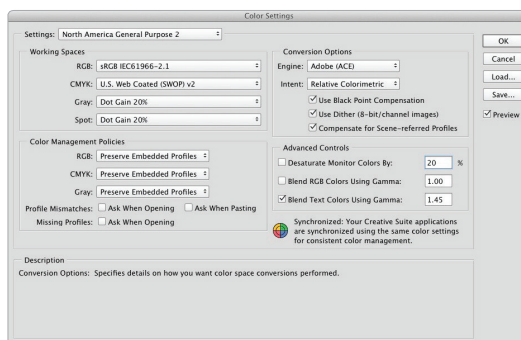 Color Settings
Settings: North America General Purpose 2
OK
Cancel
Load...
Save...
Preview
Working Spaces
RGB: sRGB IEC61966-2.1
CMYK: U.S. Web Coated (SWOP) v2
Gray: Dot Gain 20%
Spot: Dot Gain 20%
Color Management Policies
RGB: Preserve Embedded Profiles
CMYK: Preserve Embedded Profiles
Gray: Preserve Embedded Profiles
Profile Mismatches: Ask When Opening Ask When Pasting
Missing Profiles: Ask When Opening
Conversion Options
Engine: Adobe (ACE)
Intent: Relative Colorimetric
Use Black Point Compensation
Use Dither (8-bit/channel images)
Compensate for Scene-referred Profiles
Advanced Controls
Desaturate Monitor Colors By: 20 %
Blend RGB Colors Using Gamma: 1.00
Blend Text Colors Using Gamma: 1.45
Synchronized: Your Creative Suite applications
are synchronized using the same color settings
for consistent color management.
Description
Conversion Options: Specifies details on how you want color space conversions performed.